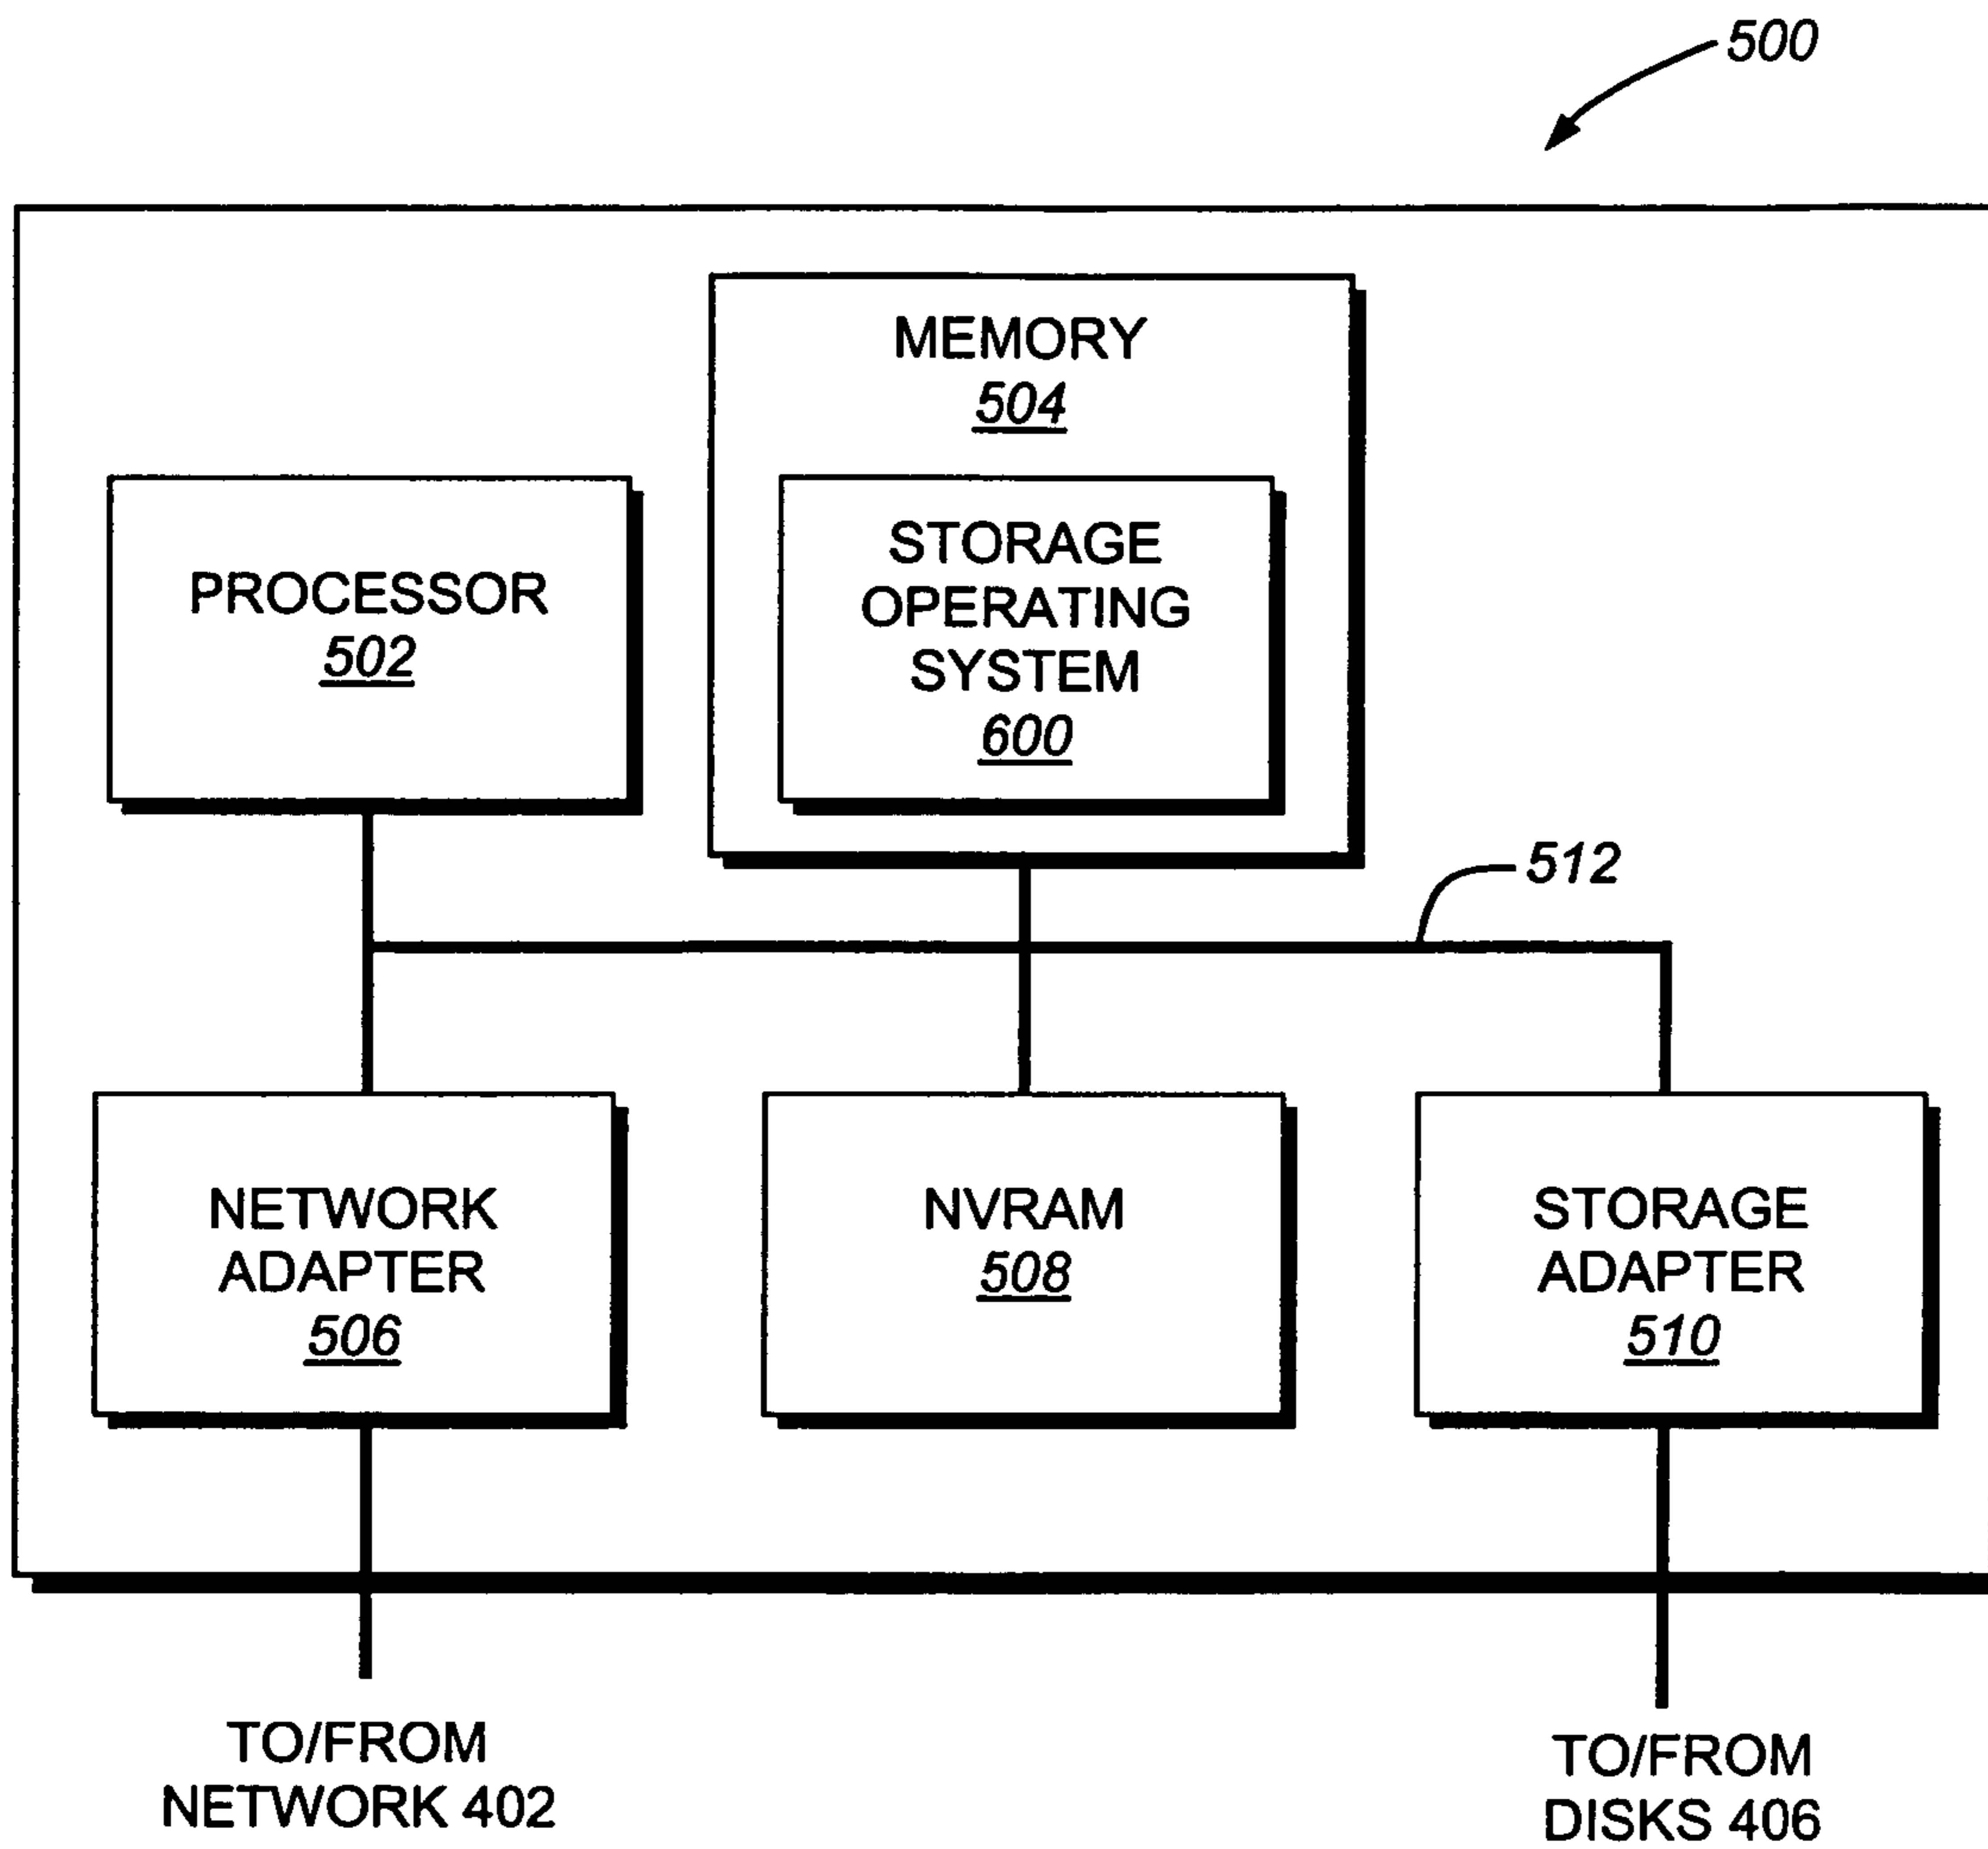 500
MEMORY
504
STORAGE
OPERATING
SYSTEM
600
PROCESSOR
502
512
NETWORK
ADAPTER
506
NVRAM
508
STORAGE
ADAPTER
510
TO/FROM
NETWORK 402
TO/FROM
DISKS 406